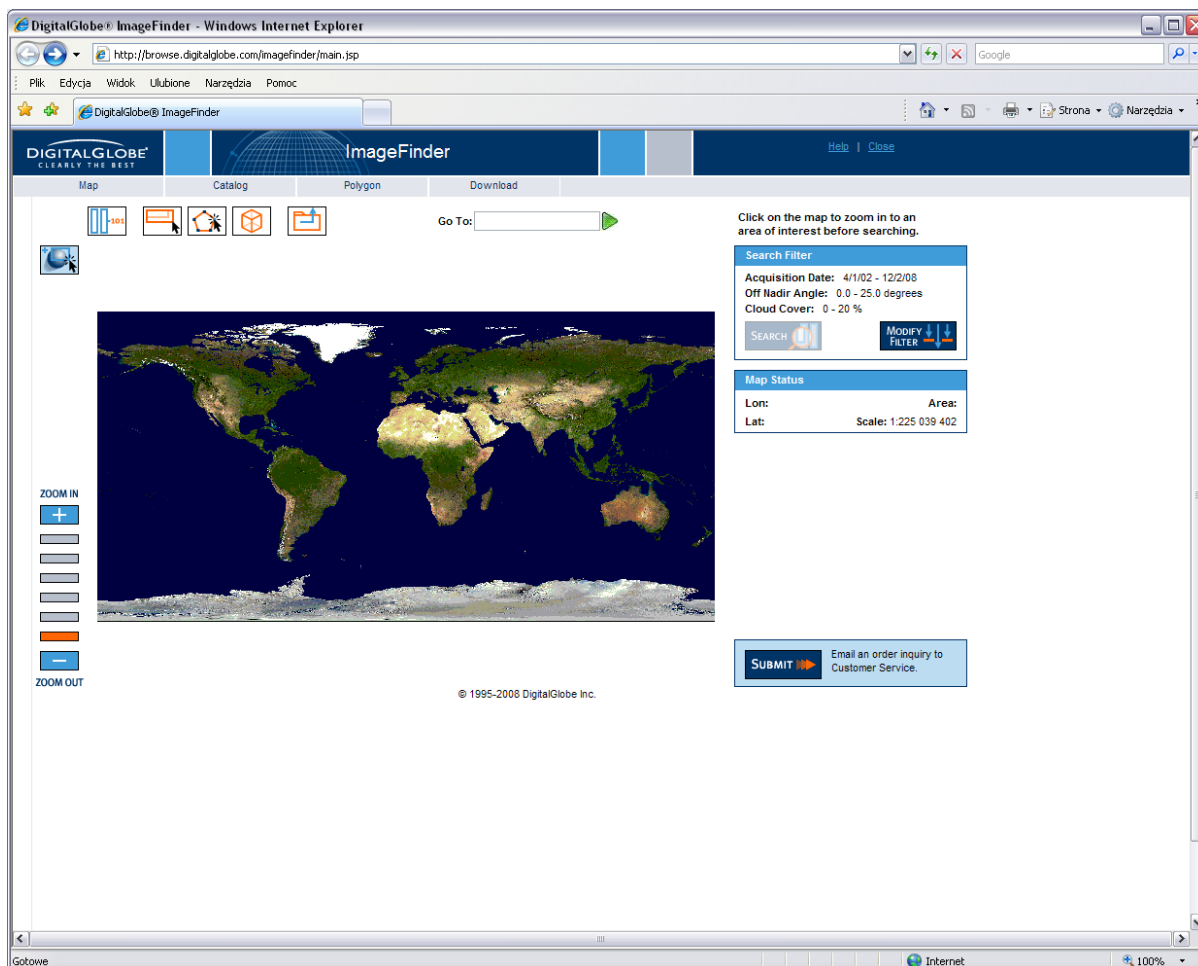 DigitalGlobe® ImageFinder - Windows Internet Explorer
http://browse.digitalglobe.com/imagefinder/main.jsp
Google
Plik Edycja Widok Ulubione Narzędzia Pomoc
DigitalGlobe® ImageFinder
Strona
Narzędzia
DIGITALGLOBE®
CLEARLY THE BEST
ImageFinder
Help | Close
Map Catalog Polygon Download
-101
Go To:
Click on the map to zoom in to an
area of interest before searching.
Search Filter
Acquisition Date: 4/1/02 - 12/2/08
Off Nadir Angle: 0.0 - 25.0 degrees
Cloud Cover: 0 - 20 %
SEARCH
MODIFY
FILTER
Map Status
Lon: Area:
Lat: Scale: 1:225 039 402
ZOOM IN
ZOOM OUT
SUBMIT
Email an order inquiry to
Customer Service.
© 1995-2008 DigitalGlobe Inc.
Gotowe
Internet
100%